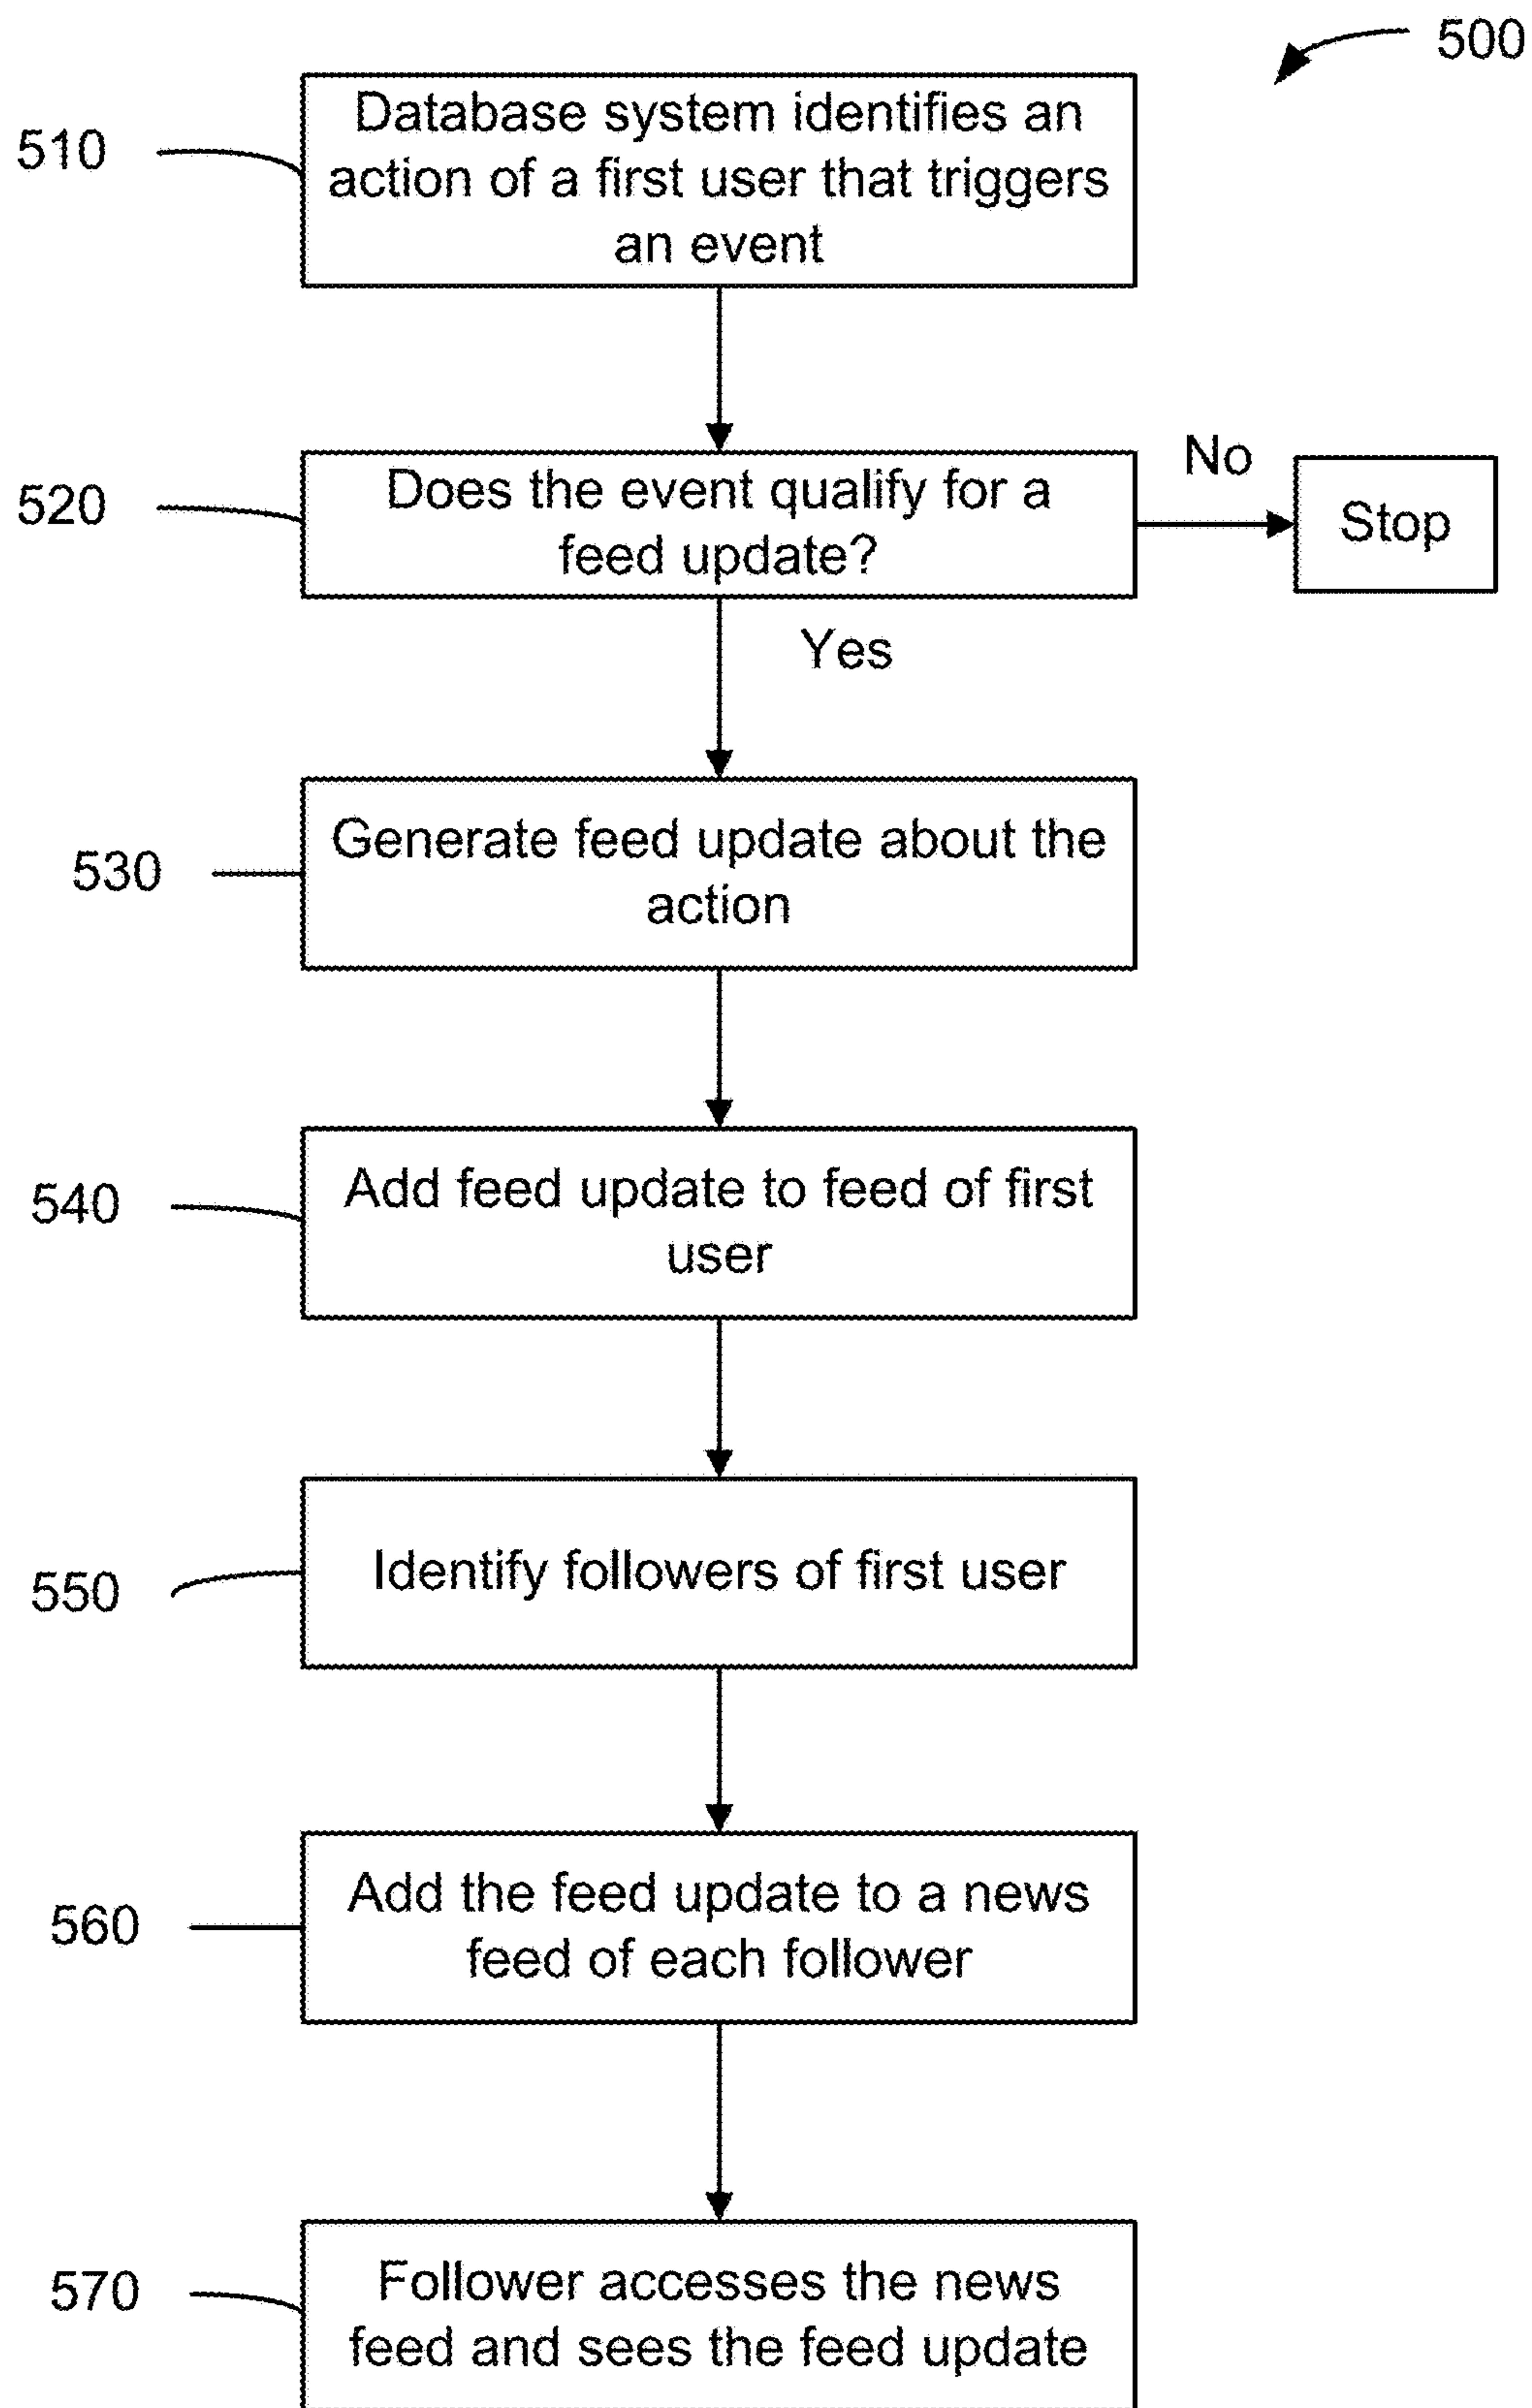 500
510
Database system identifies an
action of a first user that triggers
an event
520
Does the event qualify for a
feed update?
No
Stop
Yes
530
Generate feed update about the
action
540
Add feed update to feed of first
user
550
Identify followers of first user
560
Add the feed update to a news
feed of each follower
570
Follower accesses the news
feed and sees the feed update